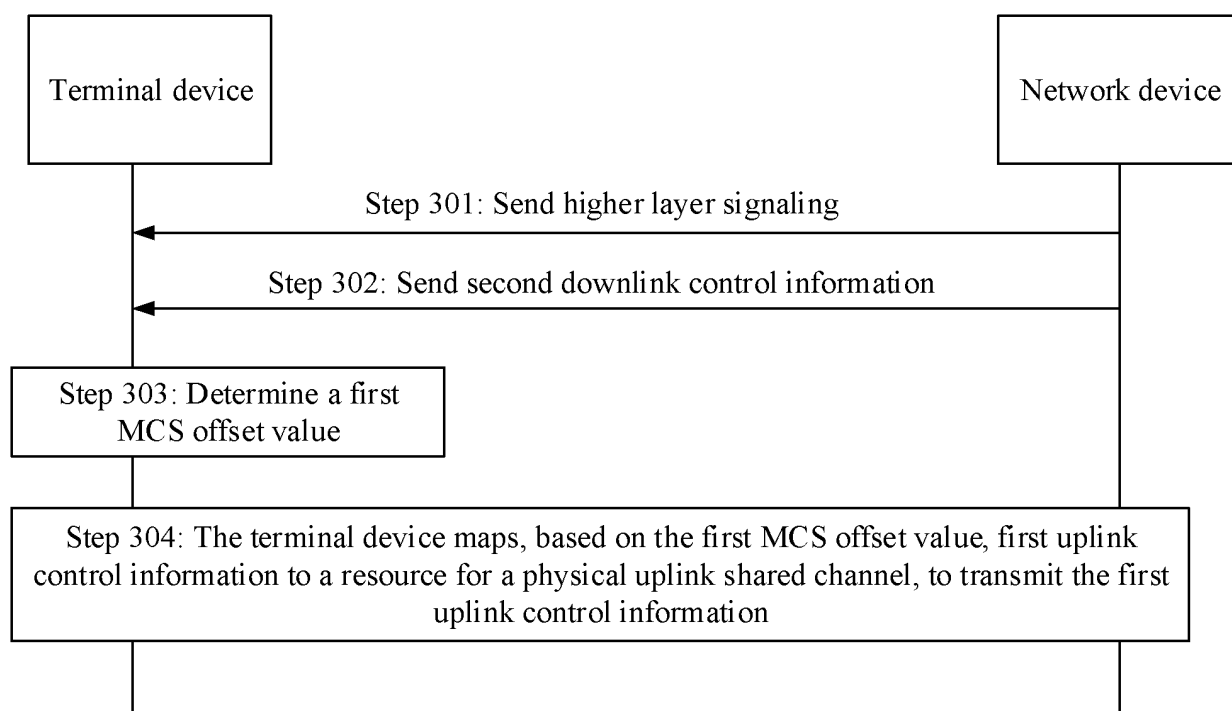 Terminal device
Network device
Step 301: Send higher layer signaling
Step 302: Send second downlink control information
Step 303: Determine a first
MCS offset value
Step 304: The terminal device maps, based on the first MCS offset value, first uplink
control information to a resource for a physical uplink shared channel, to transmit the first
uplink control information